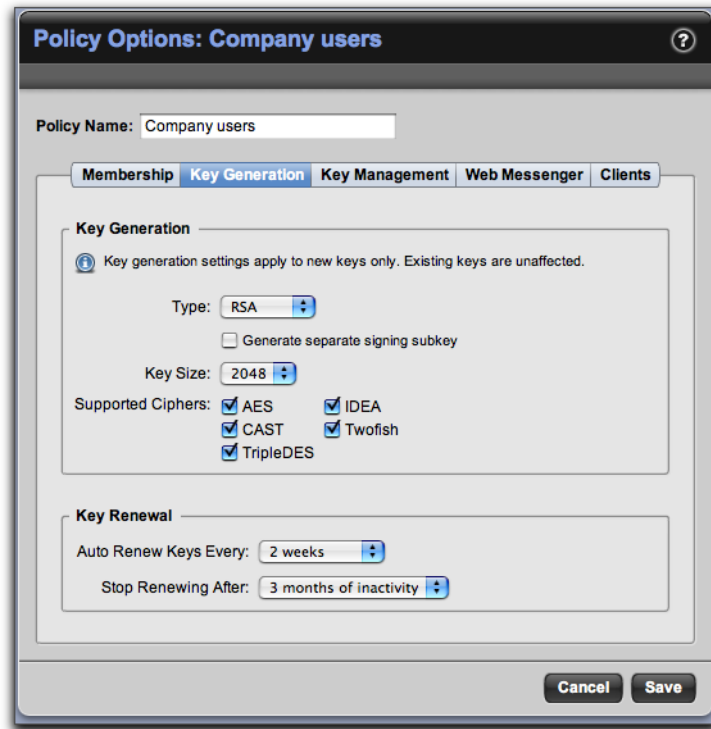 Policy Options: Company users
?
Policy Name: Company users
Membership Key Generation Key Management Web Messenger Clients
Key Generation
i Key generation settings apply to new keys only. Existing keys are unaffected.
Type: RSA
Generate separate signing subkey
Key Size: 2048
Supported Ciphers: AES IDEA
CAST Twofish
TripleDES
Key Renewal
Auto Renew Keys Every: 2 weeks
Stop Renewing After: 3 months of inactivity
Cancel Save